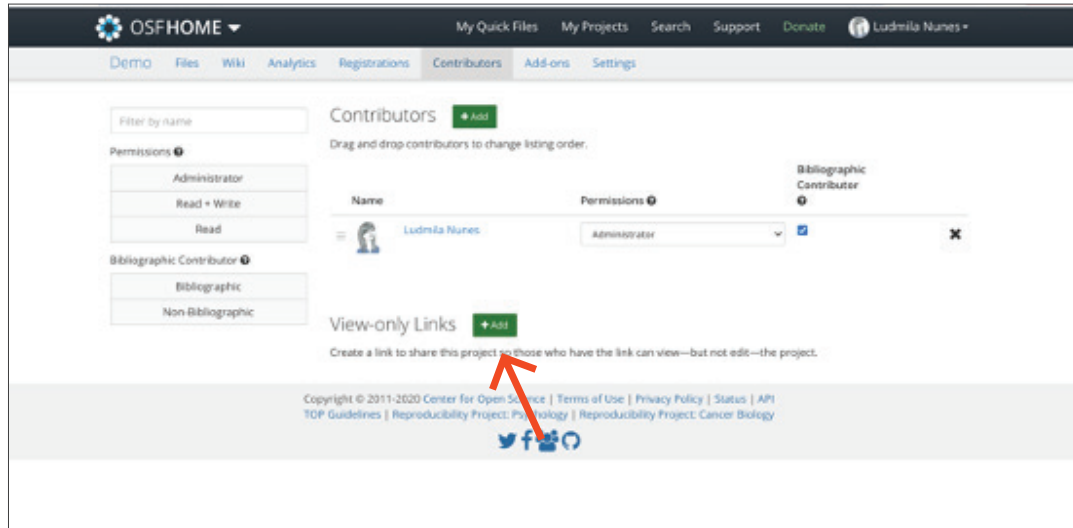 OSFHOME
My Quick Files My Projects Search Support Donate Ludmila Nunes
Demo Files Wiki Analytics Registrations Contributors Add-ons Settings
Filter by name
Permissions
Administrator
Read + Write
Read
Bibliographic Contributor
Bibliographic
Non-Bibliographic
Contributors + Add
Drag and drop contributors to change listing order.
Name Permissions Bibliographic Contributor
Ludmila Nunes Administrator
View-only Links + Add
Create a link to share this project so those who have the link can view—but not edit—the project.
Copyright © 2011-2020 Center for Open Science | Terms of Use | Privacy Policy | Status | API
TOP Guidelines | Reproducibility Project: Psychology | Reproducibility Project: Cancer Biology